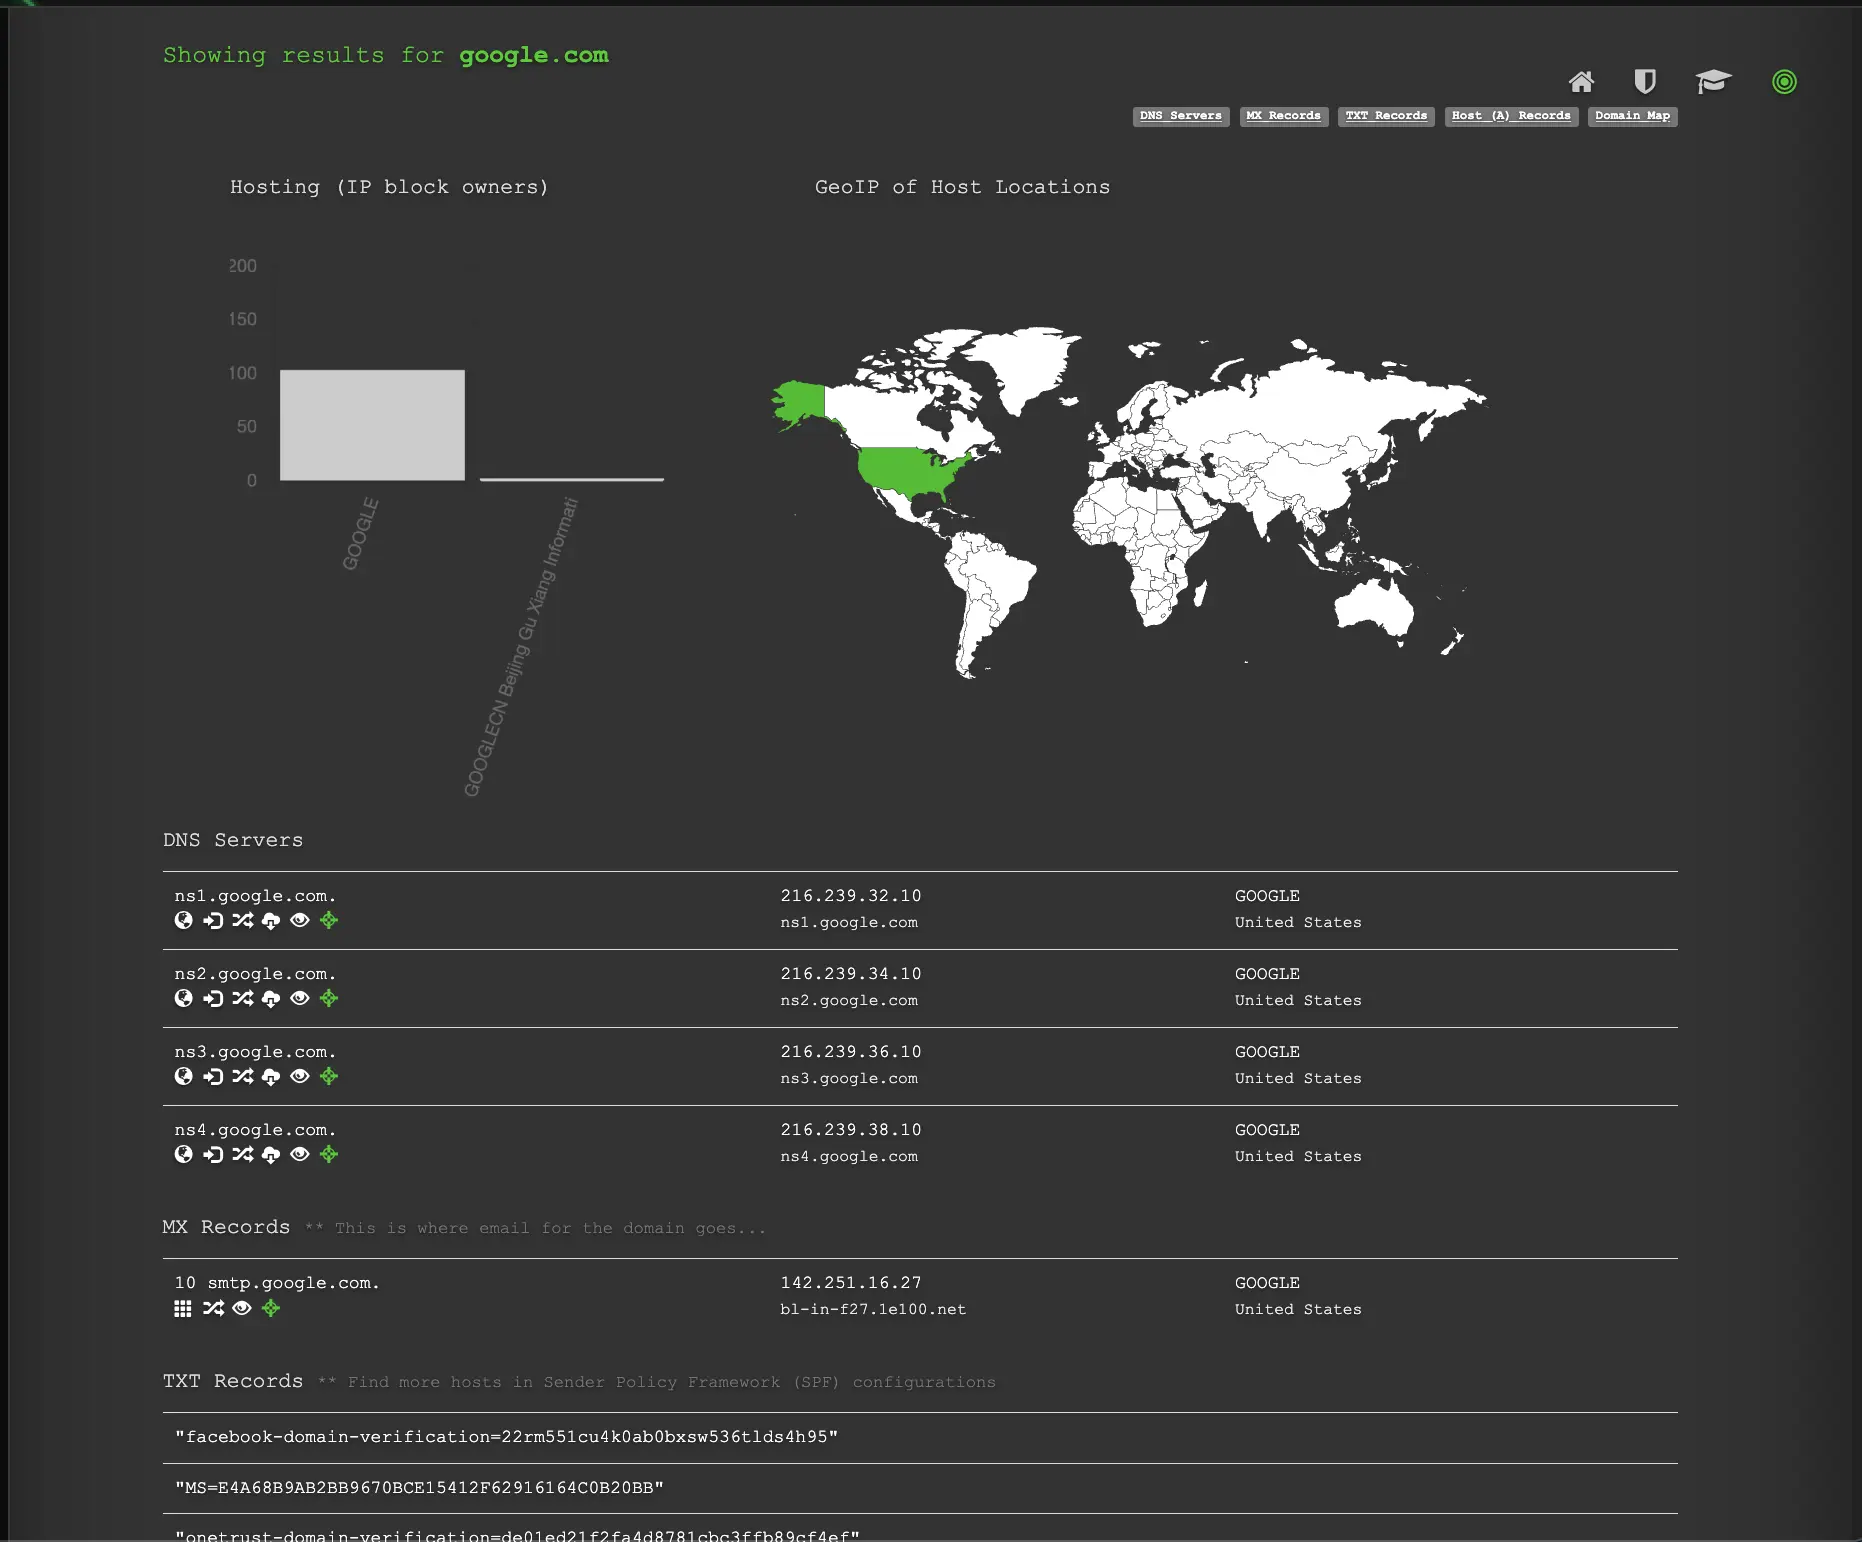 Showing results for google.com
DNS Servers MX Records TXT Records Host (A) Records Domain Map
Hosting (IP block owners)
GeoIP of Host Locations
200
150
100
50
0
GOOGLE
GOOGLECN Beijing Gu Xiang Informati
DNS Servers
ns1.google.com. 216.239.32.10 GOOGLE
ns1.google.com United States
ns2.google.com. 216.239.34.10 GOOGLE
ns2.google.com United States
ns3.google.com. 216.239.36.10 GOOGLE
ns3.google.com United States
ns4.google.com. 216.239.38.10 GOOGLE
ns4.google.com United States
MX Records ** This is where email for the domain goes...
10 smtp.google.com. 142.251.16.27 GOOGLE
bl-in-f27.1e100.net United States
TXT Records ** Find more hosts in Sender Policy Framework (SPF) configurations
"facebook-domain-verification=22rm551cu4k0ab0bxsw536tlds4h95"
"MS=E4A68B9AB2BB9670BCE15412F62916164C0B20BB"
"onetrust-domain-verification=de01ed21f2fa4d8781cbc3ffb89cf4ef"